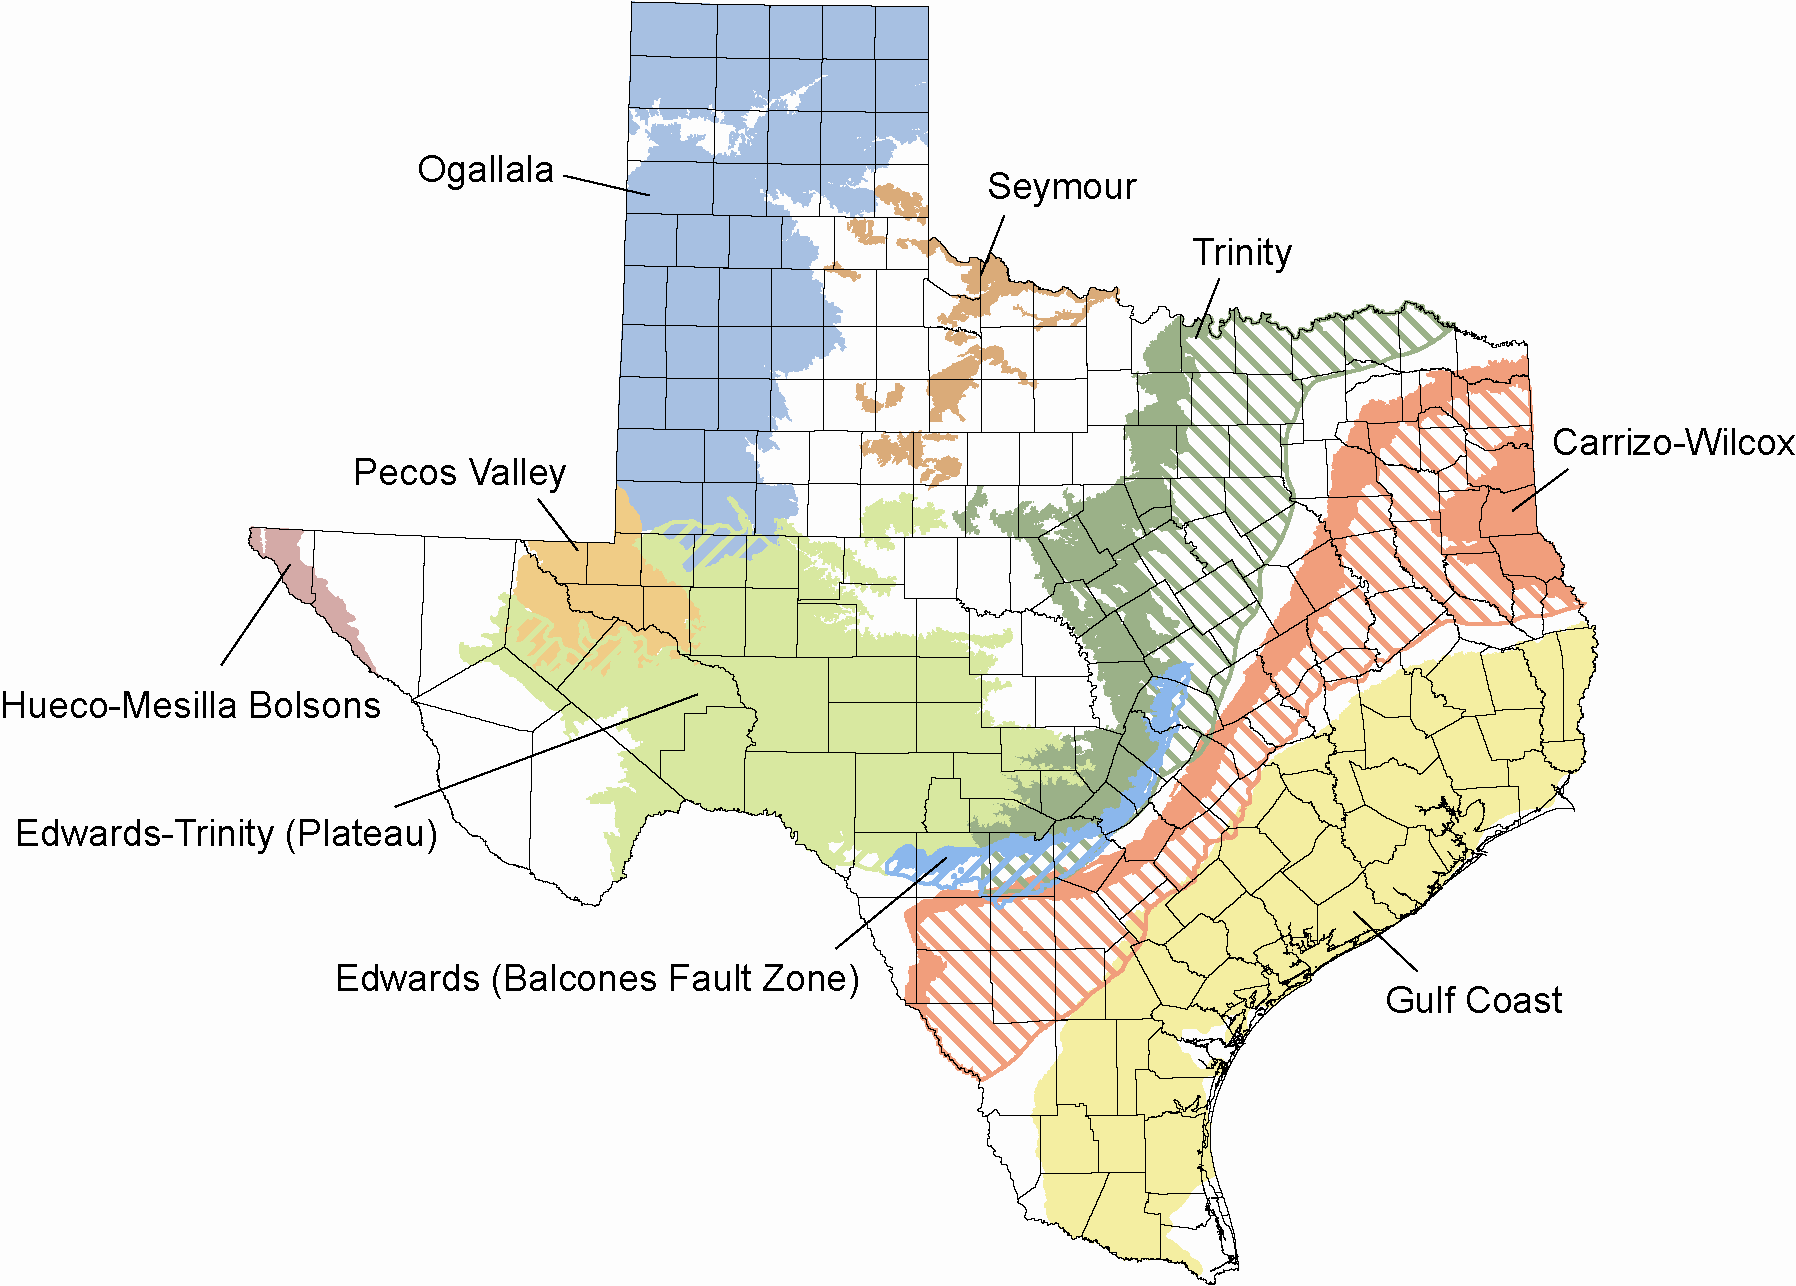 Ogallala
Seymour
Trinity
Carrizo-Wilcox
Pecos Valley
Hueco-Mesilla Bolsons
Edwards-Trinity (Plateau)
Edwards (Balcones Fault Zone)
Gulf Coast